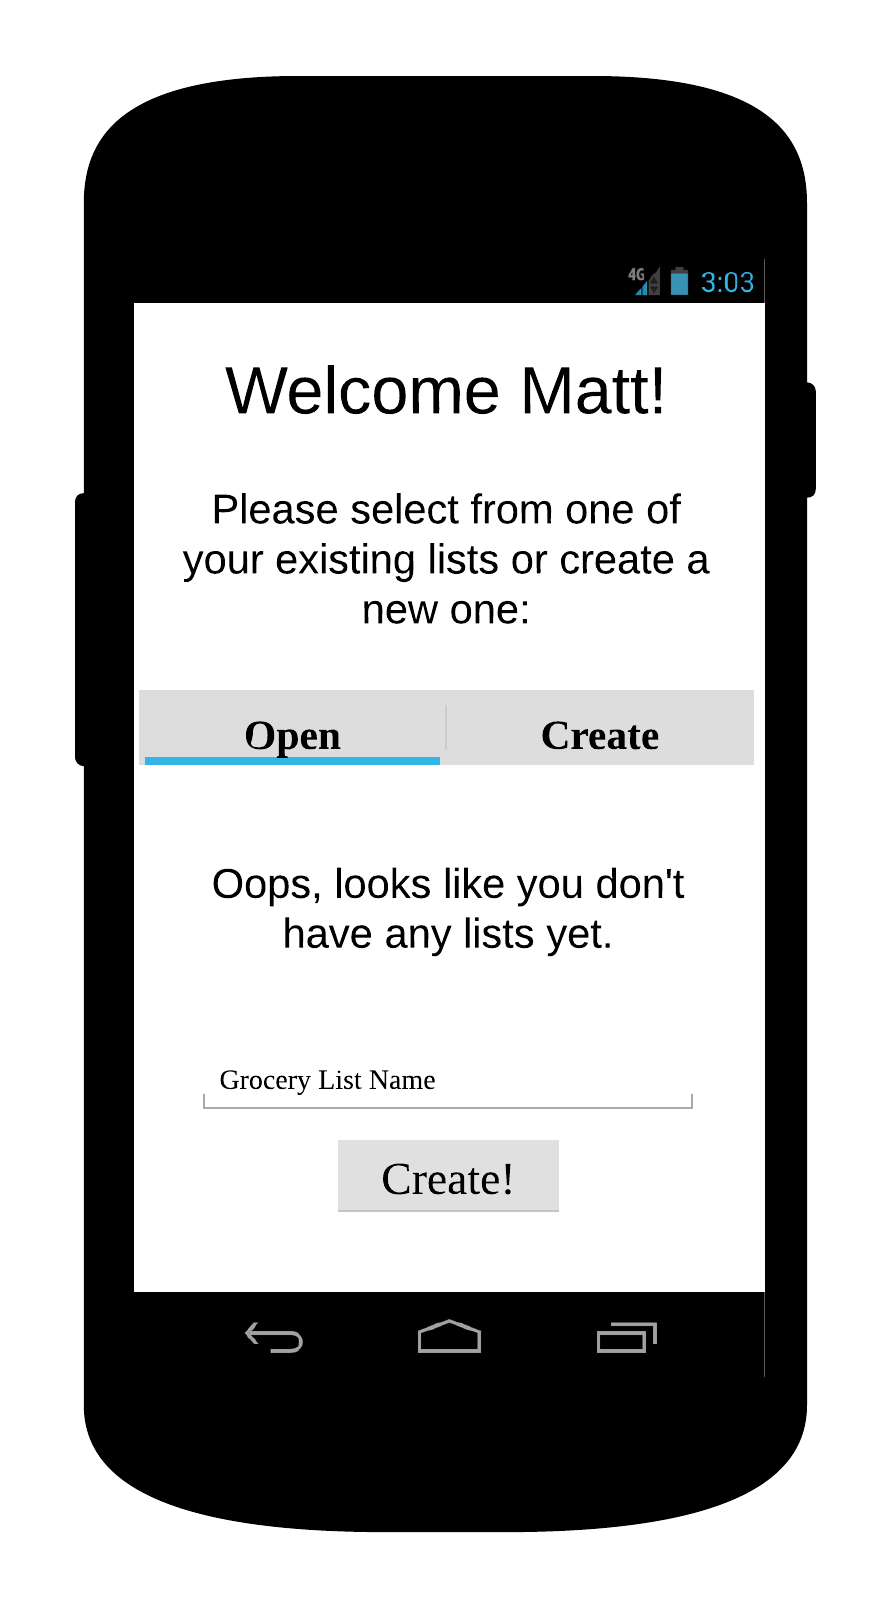 4G 3:03
Welcome Matt!
Please select from one of
your existing lists or create a
new one:
Open Create
Oops, looks like you don't
have any lists yet.
Grocery List Name
Create!